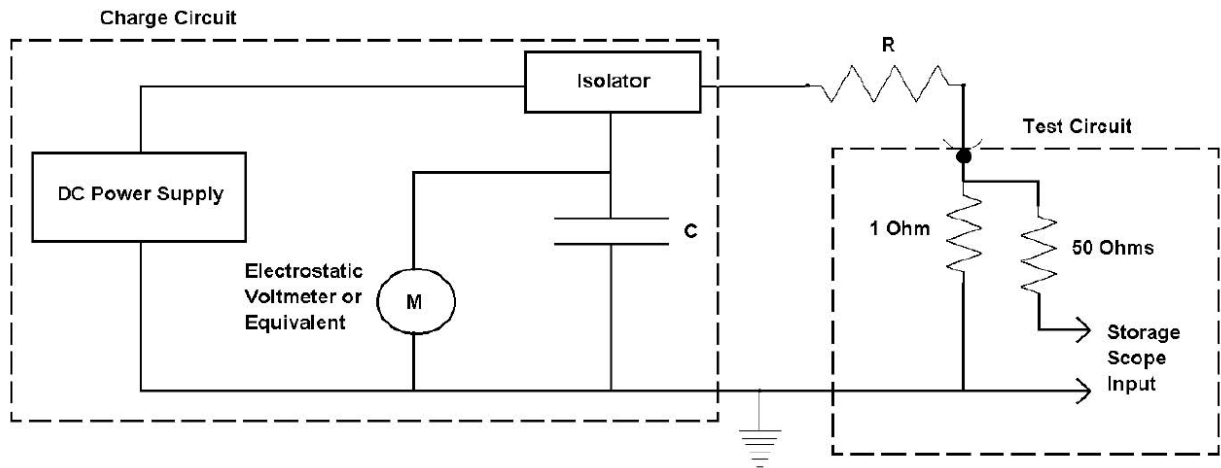 Charge Circuit
R
Isolator
Test Circuit
DC Power Supply
C
1 Ohm
50 Ohms
Electrostatic
Voltmeter or
Equivalent
M
Storage
Scope
Input